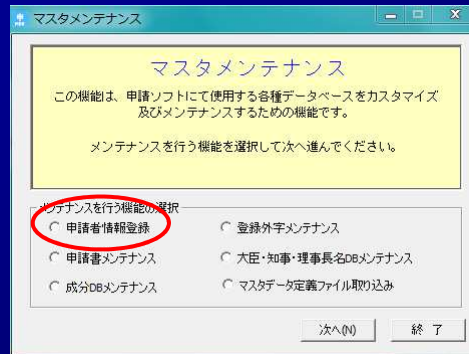 マスタメンテナンス
マスタメンテナンス
この機能は、申請ソフトにて使用する各種データベースをカスタマイズ
及びメンテナンスするための機能です。
メンテナンスを行う機能を選択して次へ進んでください。
メンテナンスを行う機能の選択
申請者情報登録
登録外字メンテナンス
申請書メンテナンス
大臣・知事・理事長名DBメンテナンス
成分DBメンテナンス
マスタデータ定義ファイル取り込み
次へ(N)
終 了